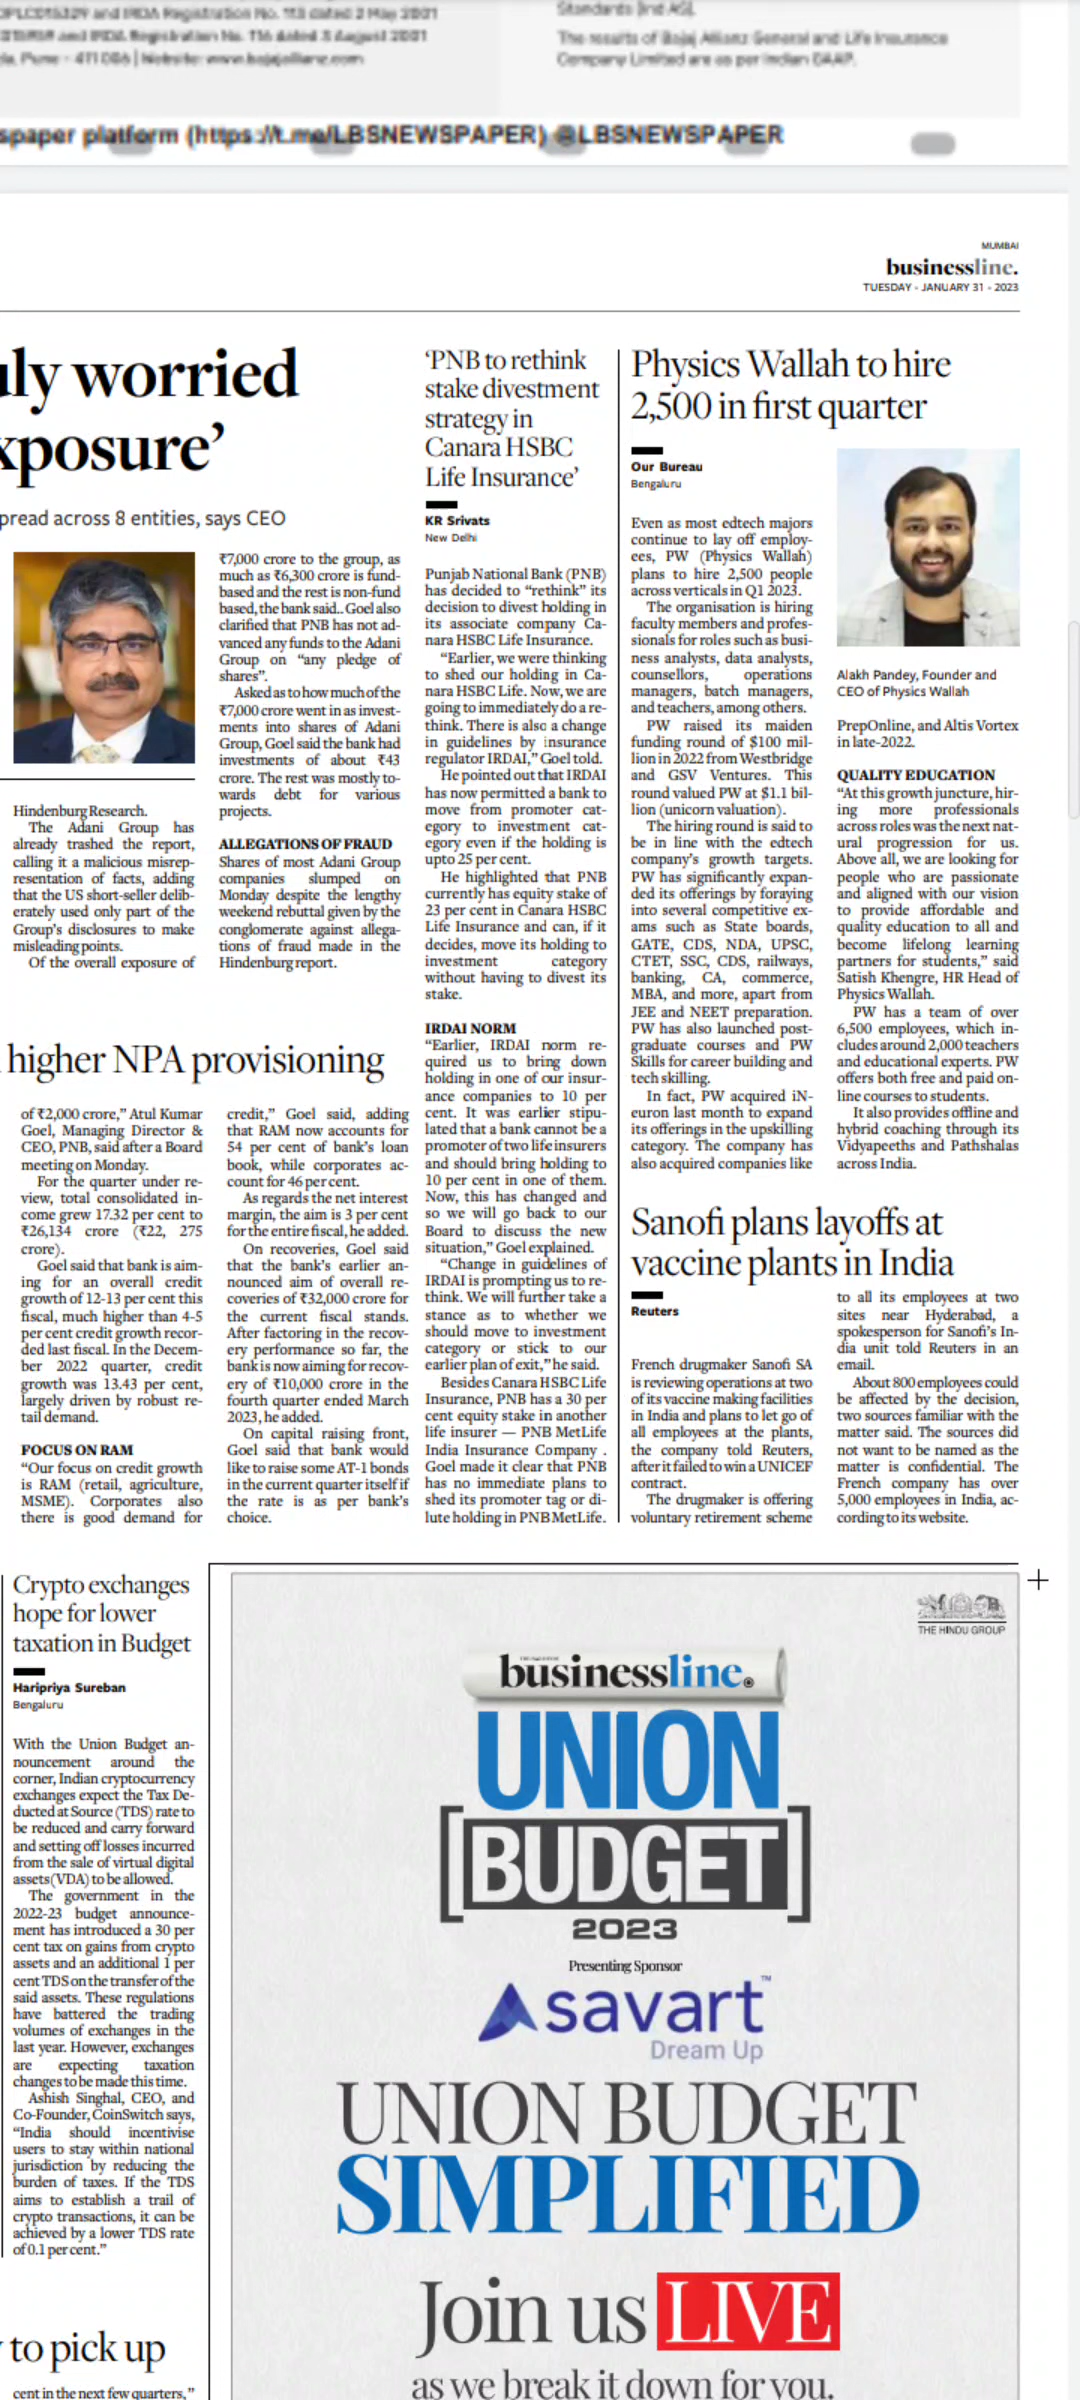 OPLC015329 and IRDA Registration No. 113 dated 2 May 2001
and IRDA Registration No. 116 dated 3 August 2001
Pune - 411 006 | Website: www.bajajallianz.com
Standards (Ind AS).
The results of Bajaj Allianz General and Life Insurance
Company Limited are as per Indian GAAP.
spaper platform (https://t.me/LBSNEWSPAPER) @LBSNEWSPAPER
MUMBAI
businessline.
TUESDAY - JANUARY 31 - 2023
uly worried
xposure’
pread across 8 entities, says CEO
Hindenburg Research.
The Adani Group has
already trashed the report,
calling it a malicious misrep-
resentation of facts, adding
that the US short-seller delib-
erately used only part of the
Group’s disclosures to make
misleading points.
Of the overall exposure of
₹7,000 crore to the group, as
much as ₹6,300 crore is fund-
based and the rest is non-fund
based, the bank said.. Goel also
clarified that PNB has not ad-
vanced any funds to the Adani
Group on “any pledge of
shares”.
Asked as to how much of the
₹7,000 crore went in as invest-
ments into shares of Adani
Group, Goel said the bank had
investments of about ₹43
crore. The rest was mostly to-
wards debt for various
projects.
ALLEGATIONS OF FRAUD
Shares of most Adani Group
companies slumped on
Monday despite the lengthy
weekend rebuttal given by the
conglomerate against allega-
tions of fraud made in the
Hindenburg report.
higher NPA provisioning
of ₹2,000 crore,” Atul Kumar
Goel, Managing Director &
CEO, PNB, said after a Board
meeting on Monday.
For the quarter under re-
view, total consolidated in-
come grew 17.32 per cent to
₹26,134 crore (₹22, 275
crore).
Goel said that bank is aim-
ing for an overall credit
growth of 12-13 per cent this
fiscal, much higher than 4-5
per cent credit growth recor-
ded last fiscal. In the Decem-
ber 2022 quarter, credit
growth was 13.43 per cent,
largely driven by robust re-
tail demand.
FOCUS ON RAM
“Our focus on credit growth
is RAM (retail, agriculture,
MSME). Corporates also
there is good demand for
credit,” Goel said, adding
that RAM now accounts for
54 per cent of bank’s loan
book, while corporates ac-
count for 46 per cent.
As regards the net interest
margin, the aim is 3 per cent
for the entire fiscal, he added.
On recoveries, Goel said
that the bank’s earlier an-
nounced aim of overall re-
coveries of ₹32,000 crore for
the current fiscal stands.
After factoring in the recov-
ery performance so far, the
bank is now aiming for recov-
ery of ₹10,000 crore in the
fourth quarter ended March
2023, he added.
On capital raising front,
Goel said that bank would
like to raise some AT-1 bonds
in the current quarter itself if
the rate is as per bank’s
choice.
‘PNB to rethink
stake divestment
strategy in
Canara HSBC
Life Insurance’
KR Srivats
New Delhi
Punjab National Bank (PNB)
has decided to “rethink” its
decision to divest holding in
its associate company Ca-
nara HSBC Life Insurance.
“Earlier, we were thinking
to shed our holding in Ca-
nara HSBC Life. Now, we are
going to immediately do a re-
think. There is also a change
in guidelines by insurance
regulator IRDAI,” Goel told.
He pointed out that IRDAI
has now permitted a bank to
move from promoter cat-
egory to investment cat-
egory even if the holding is
upto 25 per cent.
He highlighted that PNB
currently has equity stake of
23 per cent in Canara HSBC
Life Insurance and can, if it
decides, move its holding to
investment category
without having to divest its
stake.
IRDAI NORM
“Earlier, IRDAI norm re-
quired us to bring down
holding in one of our insur-
ance companies to 10 per
cent. It was earlier stipu-
lated that a bank cannot be a
promoter of two life insurers
and should bring holding to
10 per cent in one of them.
Now, this has changed and
so we will go back to our
Board to discuss the new
situation,” Goel explained.
“Change in guidelines of
IRDAI is prompting us to re-
think. We will further take a
stance as to whether we
should move to investment
category or stick to our
earlier plan of exit,” he said.
Besides Canara HSBC Life
Insurance, PNB has a 30 per
cent equity stake in another
life insurer — PNB MetLife
India Insurance Company .
Goel made it clear that PNB
has no immediate plans to
shed its promoter tag or di-
lute holding in PNB MetLife.
Physics Wallah to hire
2,500 in first quarter
Our Bureau
Bengaluru
Even as most edtech majors
continue to lay off employ-
ees, PW (Physics Wallah)
plans to hire 2,500 people
across verticals in Q1 2023.
The organisation is hiring
faculty members and profes-
sionals for roles such as busi-
ness analysts, data analysts,
counsellors, operations
managers, batch managers,
and teachers, among others.
PW raised its maiden
funding round of $100 mil-
lion in 2022 from Westbridge
and GSV Ventures. This
round valued PW at $1.1 bil-
lion (unicorn valuation).
The hiring round is said to
be in line with the edtech
company’s growth targets.
PW has significantly expan-
ded its offerings by foraying
into several competitive ex-
ams such as State boards,
GATE, CDS, NDA, UPSC,
CTET, SSC, CDS, railways,
banking, CA, commerce,
MBA, and more, apart from
JEE and NEET preparation.
PW has also launched post-
graduate courses and PW
Skills for career building and
tech skilling.
In fact, PW acquired iN-
euron last month to expand
its offerings in the upskilling
category. The company has
also acquired companies like
Alakh Pandey, Founder and
CEO of Physics Wallah
PrepOnline, and Altis Vortex
in late-2022.
QUALITY EDUCATION
“At this growth juncture, hir-
ing more professionals
across roles was the next nat-
ural progression for us.
Above all, we are looking for
people who are passionate
and aligned with our vision
to provide affordable and
quality education to all and
become lifelong learning
partners for students,” said
Satish Khengre, HR Head of
Physics Wallah.
PW has a team of over
6,500 employees, which in-
cludes around 2,000 teachers
and educational experts. PW
offers both free and paid on-
line courses to students.
It also provides offline and
hybrid coaching through its
Vidyapeeths and Pathshalas
across India.
Sanofi plans layoffs at
vaccine plants in India
Reuters
French drugmaker Sanofi SA
is reviewing operations at two
of its vaccine making facilities
in India and plans to let go of
all employees at the plants,
the company told Reuters,
after it failed to win a UNICEF
contract.
The drugmaker is offering
voluntary retirement scheme
to all its employees at two
sites near Hyderabad, a
spokesperson for Sanofi’s In-
dia unit told Reuters in an
email.
About 800 employees could
be affected by the decision,
two sources familiar with the
matter said. The sources did
not want to be named as the
matter is confidential. The
French company has over
5,000 employees in India, ac-
cording to its website.
Crypto exchanges
hope for lower
taxation in Budget
Haripriya Sureban
Bengaluru
With the Union Budget an-
nouncement around the
corner, Indian cryptocurrency
exchanges expect the Tax De-
ducted at Source (TDS) rate to
be reduced and carry forward
and setting off losses incurred
from the sale of virtual digital
assets (VDA) to be allowed.
The government in the
2022-23 budget announce-
ment has introduced a 30 per
cent tax on gains from crypto
assets and an additional 1 per
cent TDS on the transfer of the
said assets. These regulations
have battered the trading
volumes of exchanges in the
last year. However, exchanges
are expecting taxation
changes to be made this time.
Ashish Singhal, CEO, and
Co-Founder, CoinSwitch says,
“India should incentivise
users to stay within national
jurisdiction by reducing the
burden of taxes. If the TDS
aims to establish a trail of
crypto transactions, it can be
achieved by a lower TDS rate
of 0.1 per cent.”
to pick up
cent in the next few quarters,”
THE HINDU GROUP
businessline.
UNION
[BUDGET]
2023
Presenting Sponsor
savart™
Dream Up
UNION BUDGET
SIMPLIFIED
Join us LIVE
as we break it down for you.